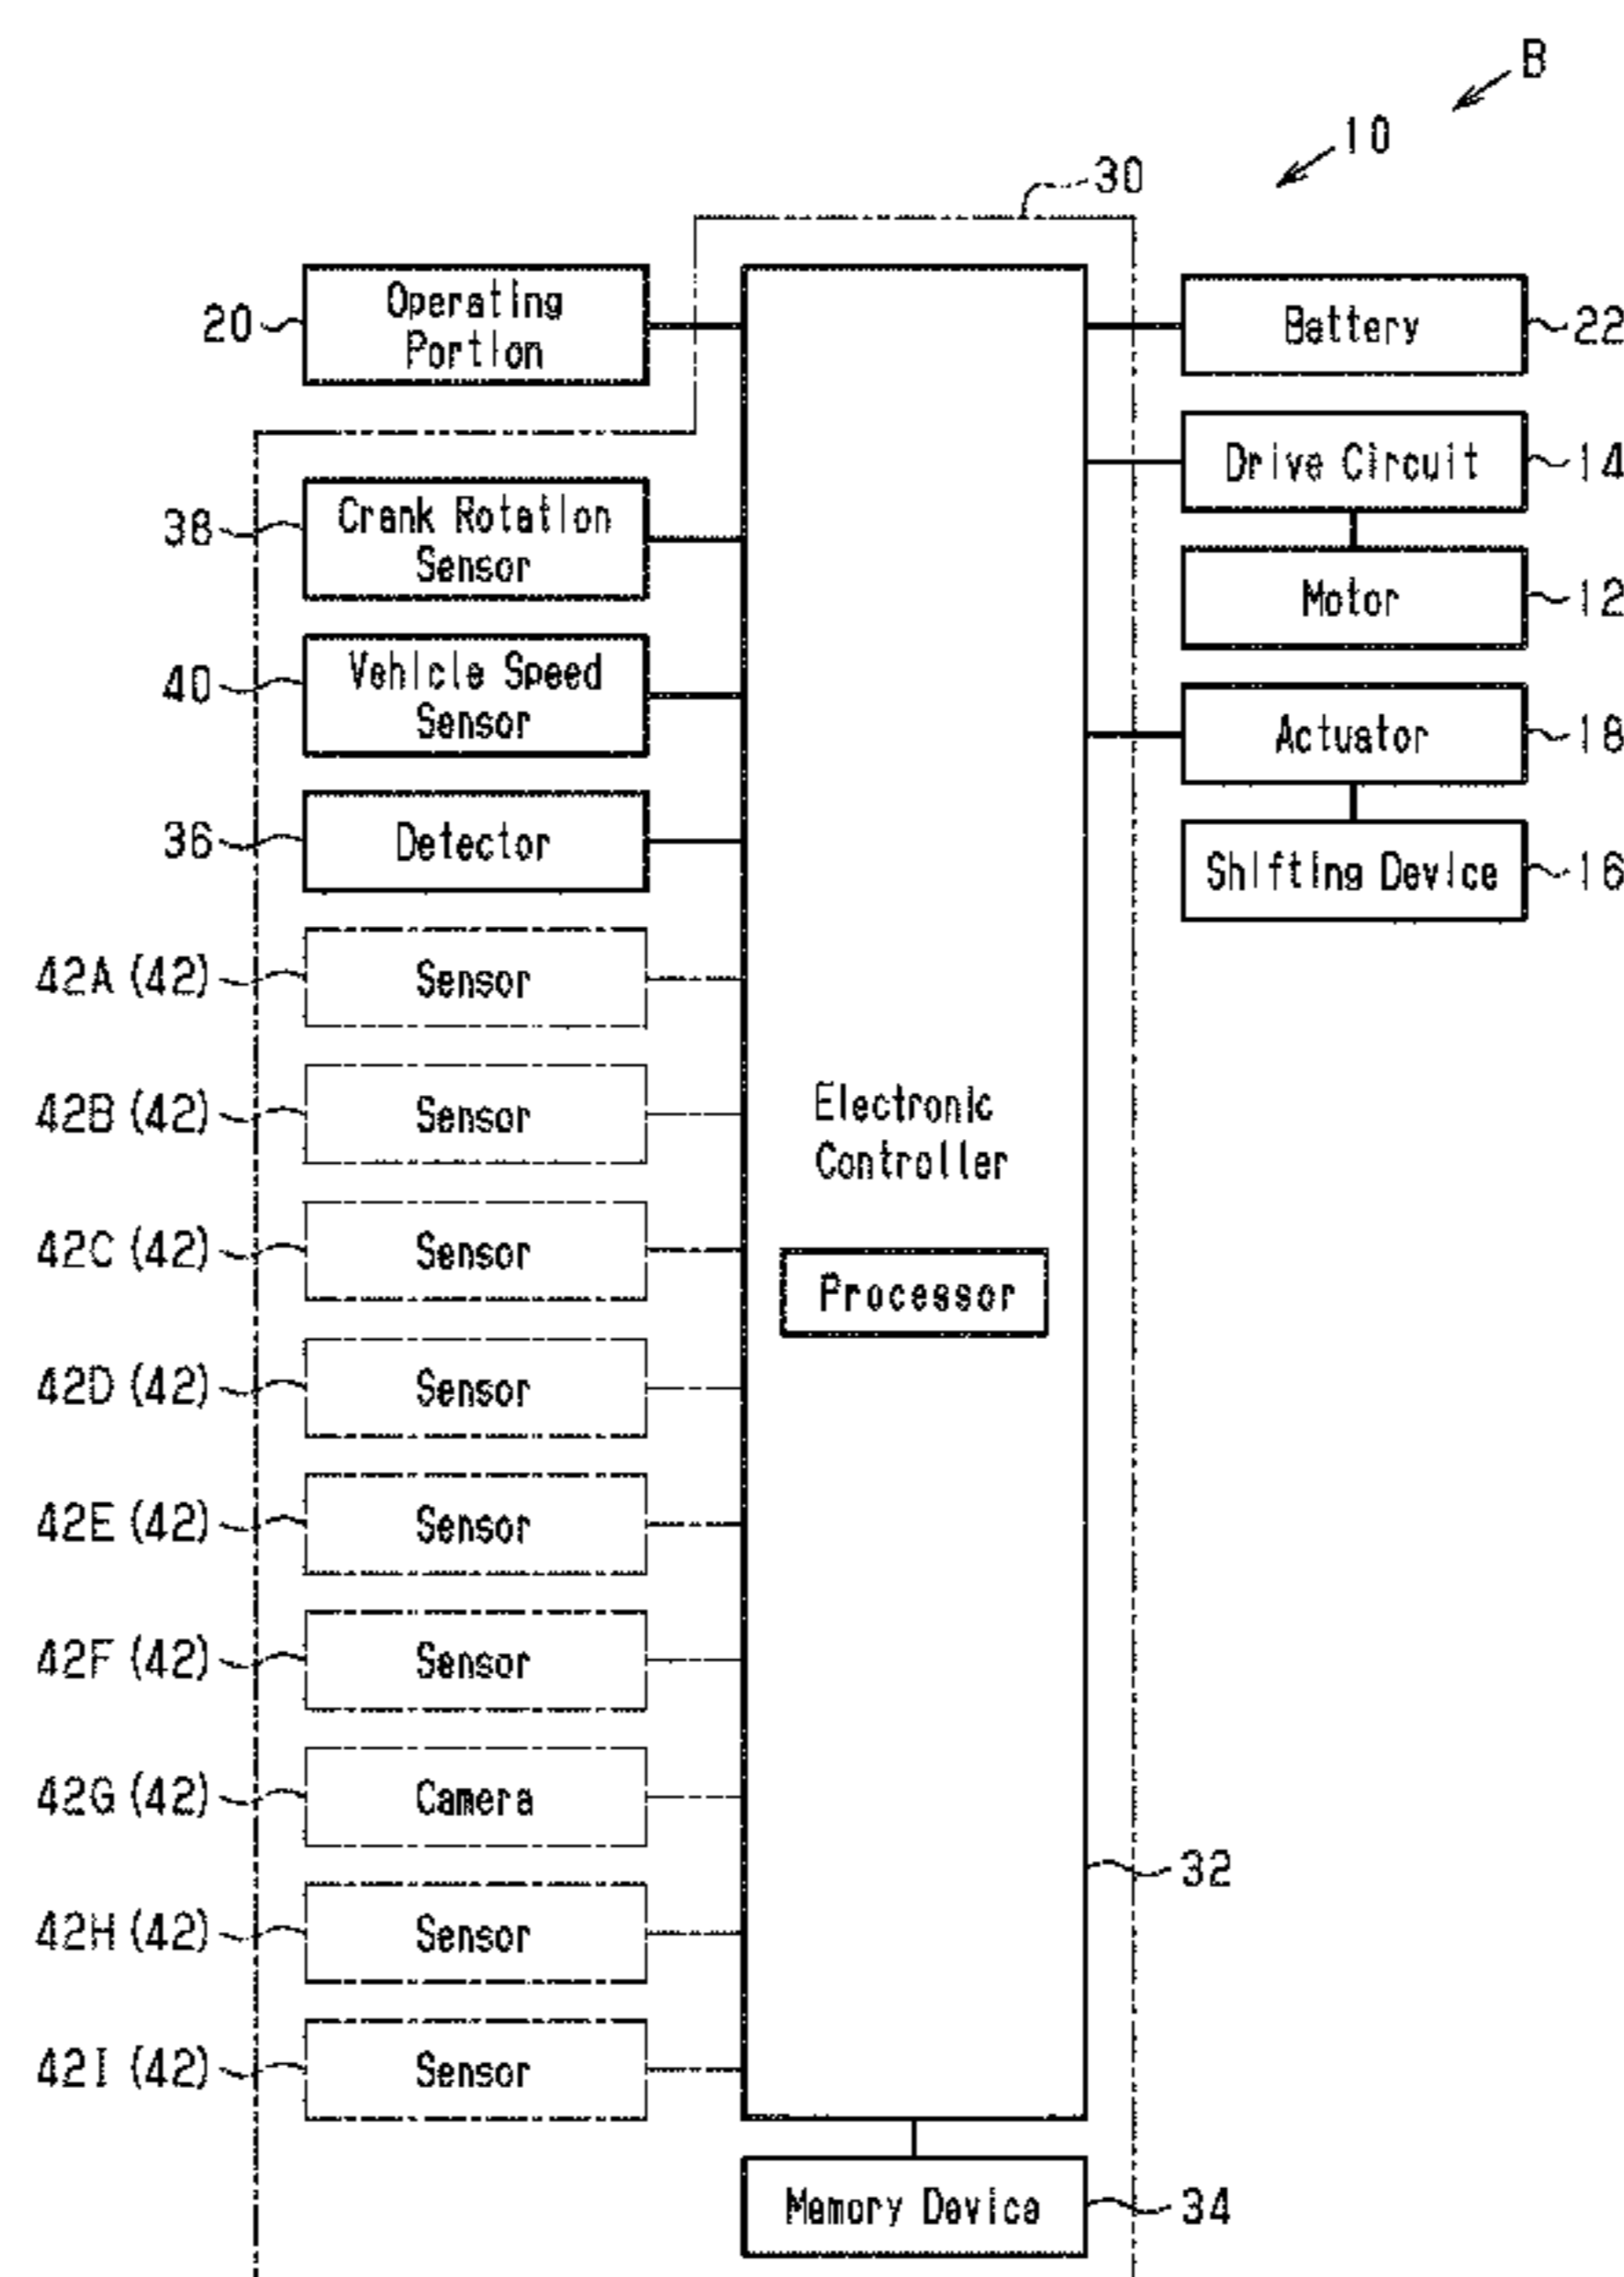 B
10
30
20
Operating
Portion
Battery
22
Drive Circuit
14
38
Crank Rotation
Sensor
Motor
12
40
Vehicle Speed
Sensor
Actuator
18
36
Detector
Shifting Device
16
42A (42)
Sensor
42B (42)
Sensor
Electronic
Controller
42C (42)
Sensor
Processor
42D (42)
Sensor
42E (42)
Sensor
42F (42)
Sensor
42G (42)
Camera
32
42H (42)
Sensor
42I (42)
Sensor
Memory Device
34